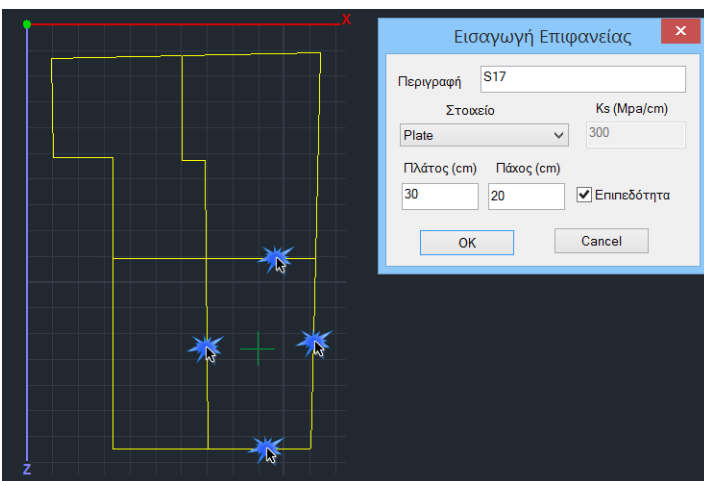 X
Εισαγωγή Επιφανείας
Περιγραφή S17
Στοιχείο Ks (Mpa/cm)
Plate 300
Πλάτος (cm) Πάχος (cm)
30 20 Επιπεδότητα
OK Cancel
Z